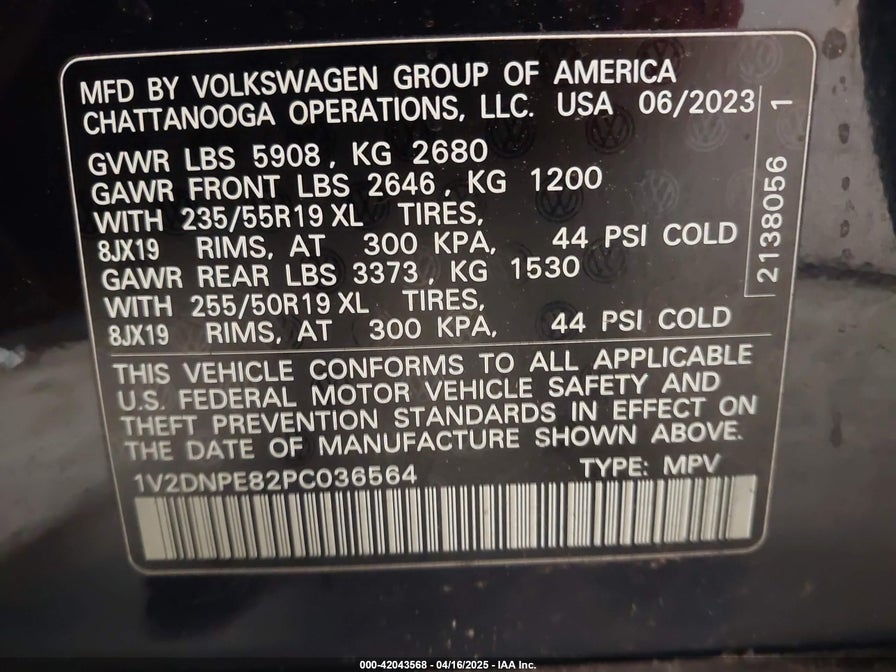 MFD BY VOLKSWAGEN GROUP OF AMERICA
CHATTANOOGA OPERATIONS, LLC. USA 06/2023
GVWR LBS 5908, KG 2680
GAWR FRONT LBS 2646, KG 1200
WITH 235/55R19 XL TIRES,
8JX19 RIMS, AT 300 KPA, 44 PSI COLD
GAWR REAR LBS 3373, KG 1530
WITH 255/50R19 XL TIRES,
8JX19 RIMS, AT 300 KPA, 44 PSI COLD
2138056 1
THIS VEHICLE CONFORMS TO ALL APPLICABLE
U.S. FEDERAL MOTOR VEHICLE SAFETY AND
THEFT PREVENTION STANDARDS IN EFFECT ON
THE DATE OF MANUFACTURE SHOWN ABOVE.
1V2DNPE82PC036564 TYPE: MPV
000-42043568 - 04/16/2025 - IAA Inc.